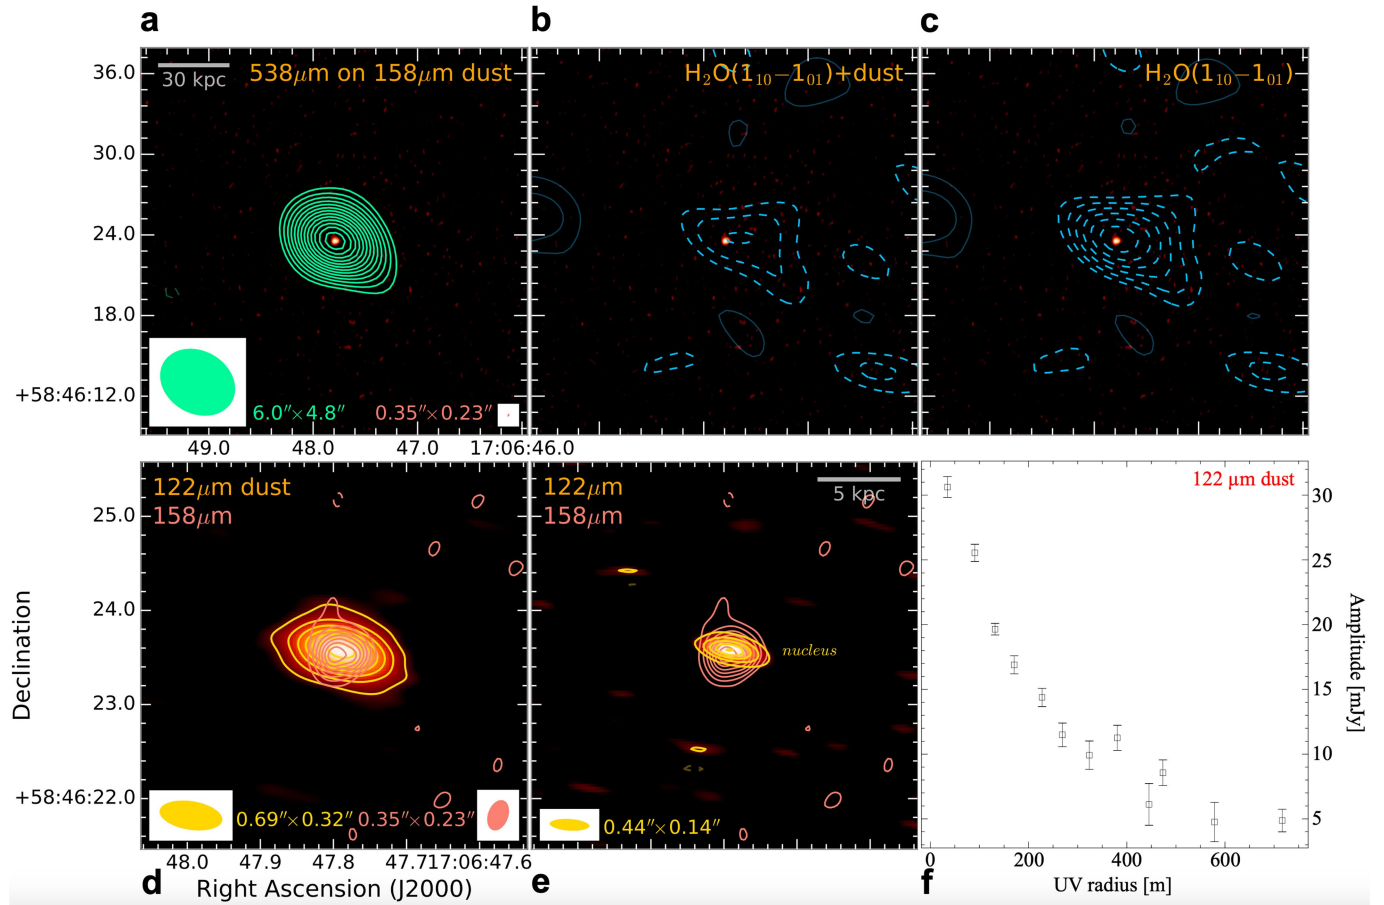 a
b
c
36.0
30.0
24.0
18.0
+58:46:12.0
30 kpc
538μm on 158μm dust
6.0″×4.8″
0.35″×0.23″
49.0
48.0
47.0
17:06:46.0
H₂O(1₁₀−1₀₁)+dust
H₂O(1₁₀−1₀₁)
122μm dust
158μm
25.0
24.0
23.0
+58:46:22.0
Declination
0.69″×0.32″
0.35″×0.23″
48.0
47.9
47.8
47.717:06:47.6
Right Ascension (J2000)
122μm
158μm
5 kpc
nucleus
0.44″×0.14″
122 μm dust
30
25
20
15
10
5
Amplitude [mJy]
0
200
400
600
UV radius [m]
d
e
f